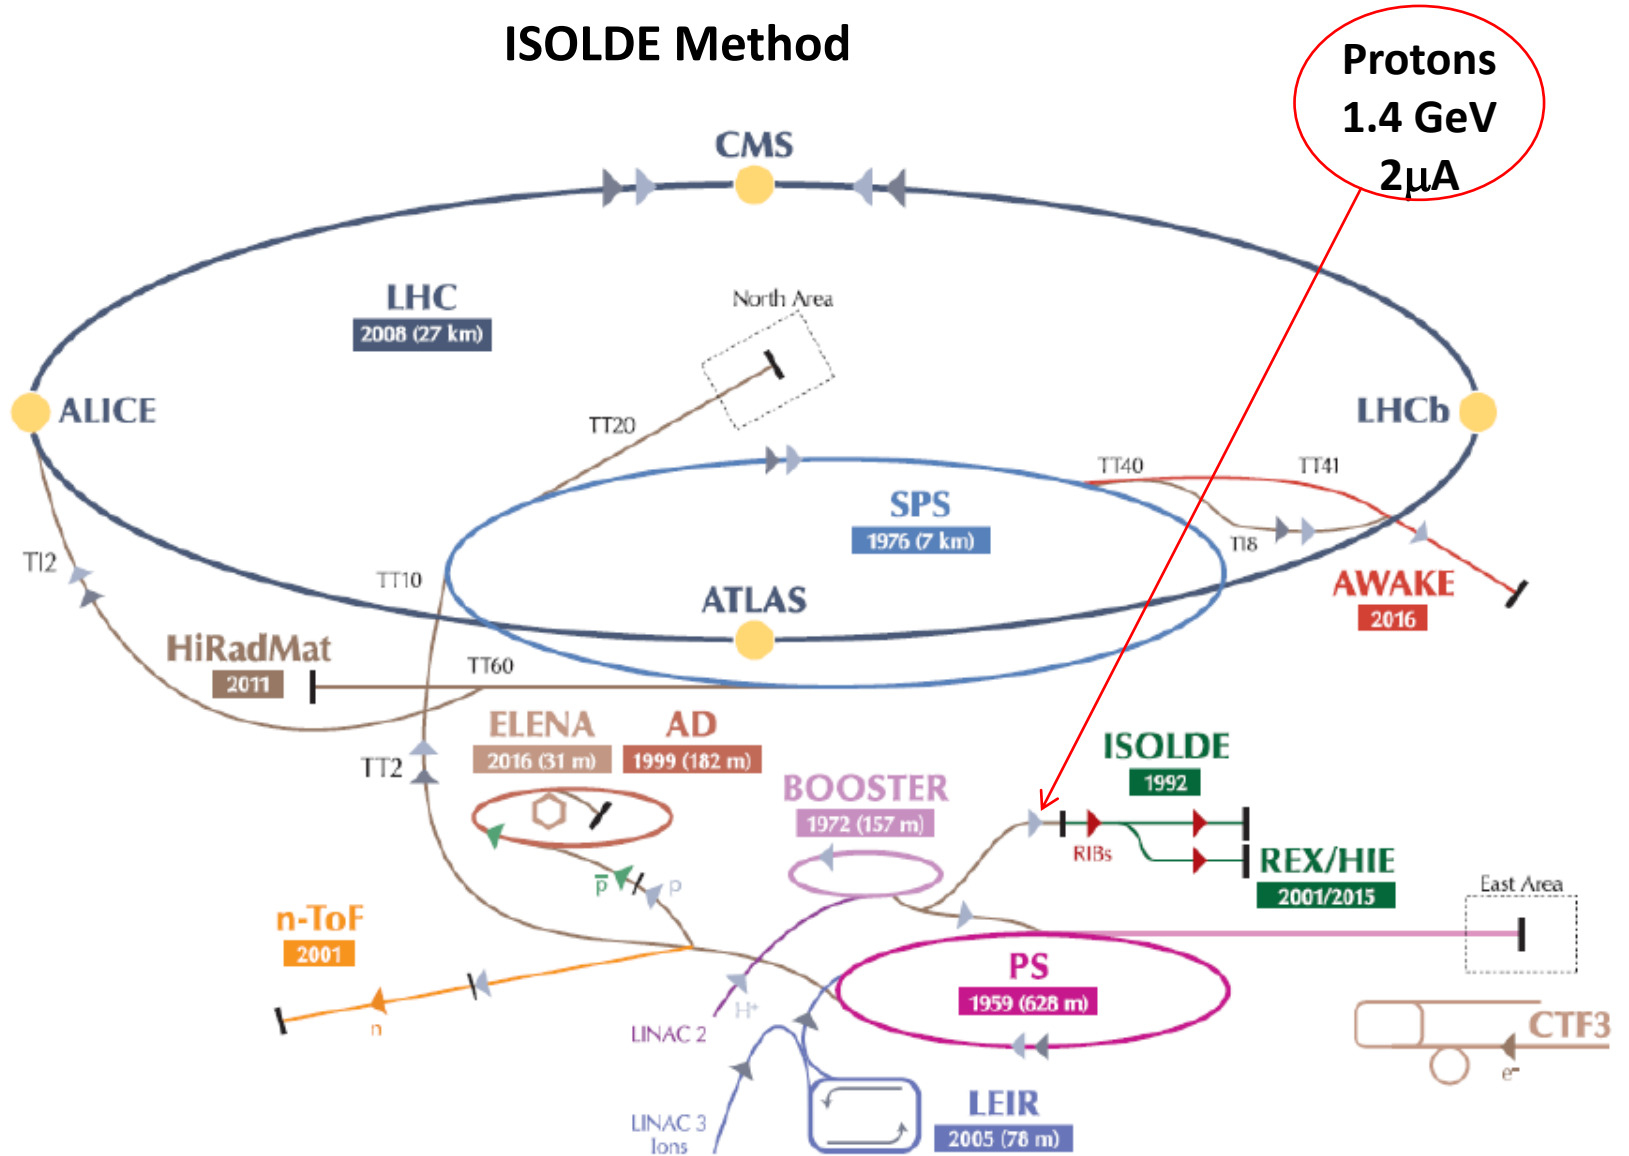 ISOLDE Method
Protons
1.4 GeV
2μA
CMS
LHC
2008 (27 km)
North Area
ALICE
TT20
LHCb
TT40
TT41
SPS
1976 (7 km)
TI2
TT10
TI8
ATLAS
AWAKE
2016
HiRadMat
2011
TT60
ELENA
2016 (31 m)
AD
1999 (182 m)
TT2
ISOLDE
1992
BOOSTER
1972 (157 m)
RIBs
REX/HIE
2001/2015
p̅
p
East Area
n-ToF
2001
PS
1959 (628 m)
H⁺
LINAC 2
n
CTF3
e⁻
LEIR
2005 (78 m)
LINAC 3
Ions